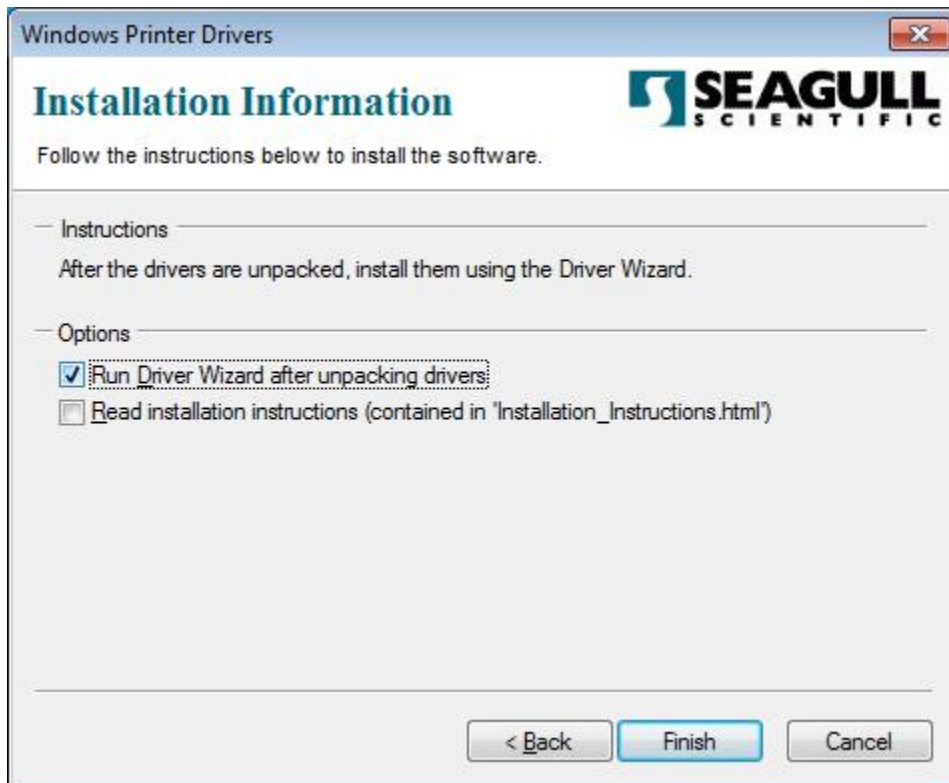 Windows Printer Drivers
Installation Information
SEAGULL
SCIENTIFIC
Follow the instructions below to install the software.
Instructions
After the drivers are unpacked, install them using the Driver Wizard.
Options
Run Driver Wizard after unpacking drivers
Read installation instructions (contained in 'Installation_Instructions.html')
< Back
Finish
Cancel